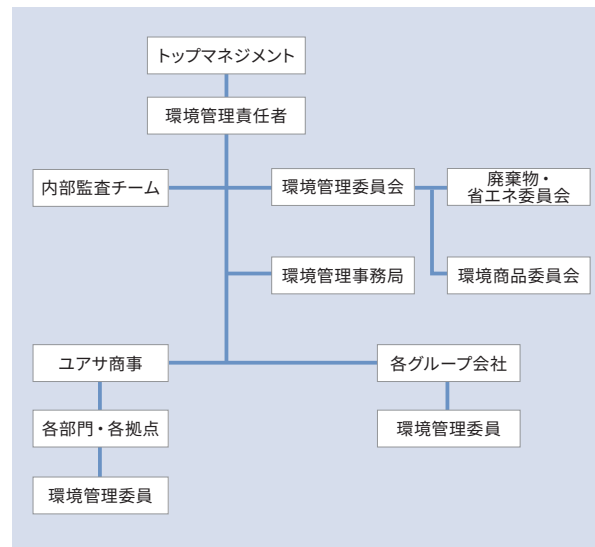 トップマネジメント
環境管理責任者
内部監査チーム
環境管理委員会
廃棄物・
省エネ委員会
環境管理事務局
環境商品委員会
ユアサ商事
各グループ会社
各部門・各拠点
環境管理委員
環境管理委員